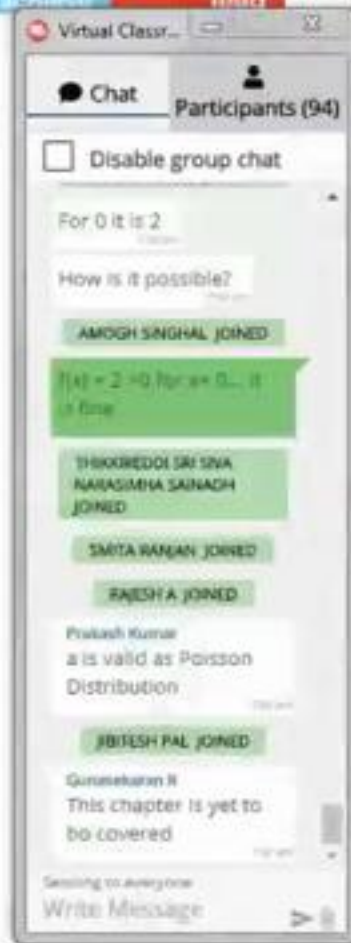 Virtual Classr...
Chat
Participants (94)
Disable group chat
For 0 it is 2
How is it possible?
AMOGH SINGHAL JOINED
f(x) = 2 >0 for x= 0... it
is fine
THIKKIREDDI SRI SIVA
NARASIMHA SAINADH
JOINED
SMITA RANJAN JOINED
RAJESH A JOINED
Prakash Kumar
a is valid as Poisson
Distribution
JIBITESH PAL JOINED
Gunasekaran R
This chapter is yet to
be covered
Sending to everyone
Write Message